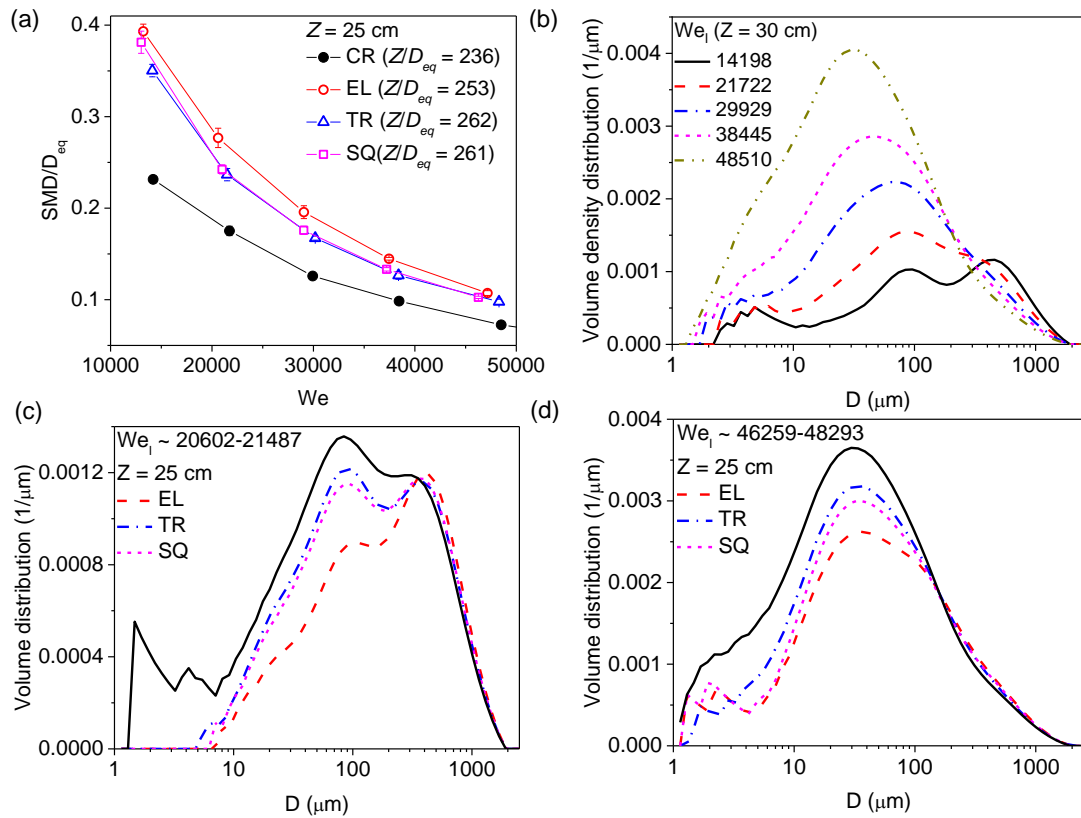 (a)
Z = 25 cm
CR (Z/Deq = 236)
EL (Z/Deq = 253)
TR (Z/Deq = 262)
SQ(Z/Deq = 261)
0.4
0.3
0.2
0.1
SMD/Deq
10000 20000 30000 40000 50000
We
(b)
Wel (Z = 30 cm)
14198
21722
29929
38445
48510
0.004
0.003
0.002
0.001
0.000
Volume density distribution (1/μm)
1 10 100 1000
D (μm)
(c)
Wel ~ 20602-21487
Z = 25 cm
EL
TR
SQ
0.0012
0.0008
0.0004
0.0000
Volume distribution (1/μm)
1 10 100 1000
D (μm)
(d)
Wel ~ 46259-48293
Z = 25 cm
EL
TR
SQ
0.004
0.003
0.002
0.001
0.000
Volume distribution (1/μm)
1 10 100 1000
D (μm)